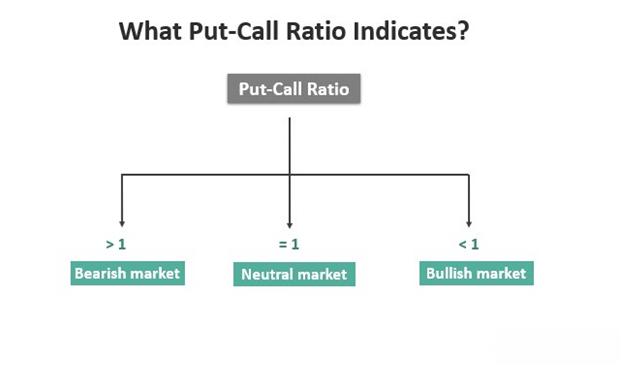 What Put-Call Ratio Indicates?
Put-Call Ratio
> 1
= 1
< 1
Bearish market
Neutral market
Bullish market